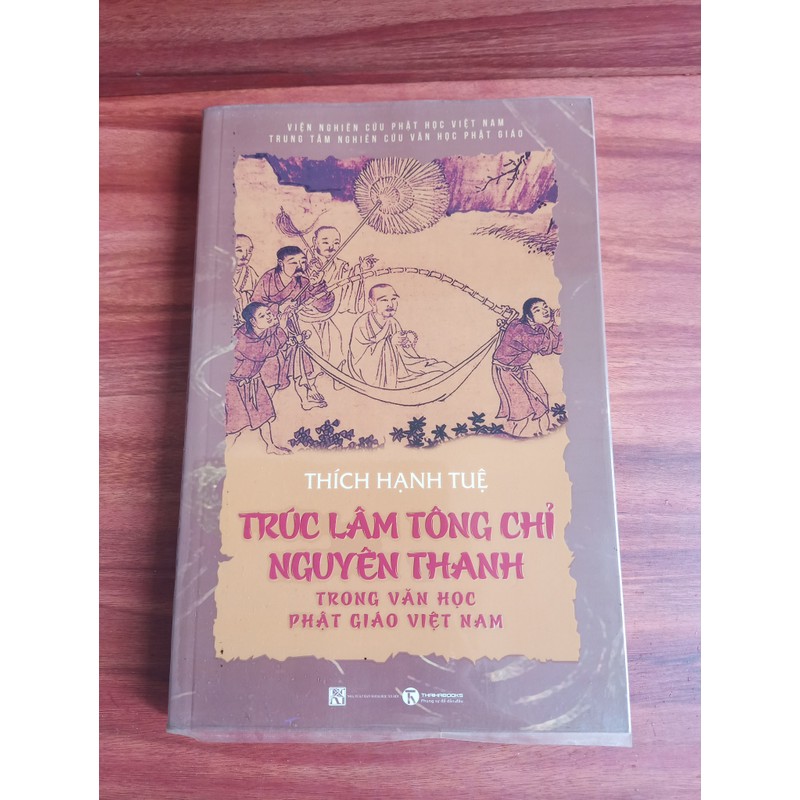 VIỆN NGHIÊN CỨU PHẬT HỌC VIỆT NAM
TRUNG TÂM NGHIÊN CỨU VĂN HỌC PHẬT GIÁO
THÍCH HẠNH TUỆ
TRÚC LÂM TÔNG CHỈ
NGUYÊN THANH
TRONG VĂN HỌC
PHẬT GIÁO VIỆT NAM
THAIHABOOKS